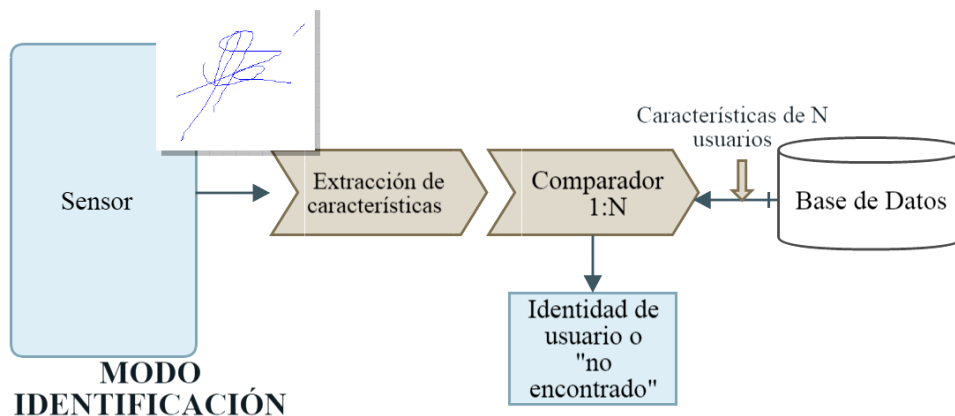 Sensor
Extracción de
características
Comparador
1:N
Características de N
usuarios
Base de Datos
Identidad de
usuario o
"no
encontrado"
MODO
IDENTIFICACIÓN